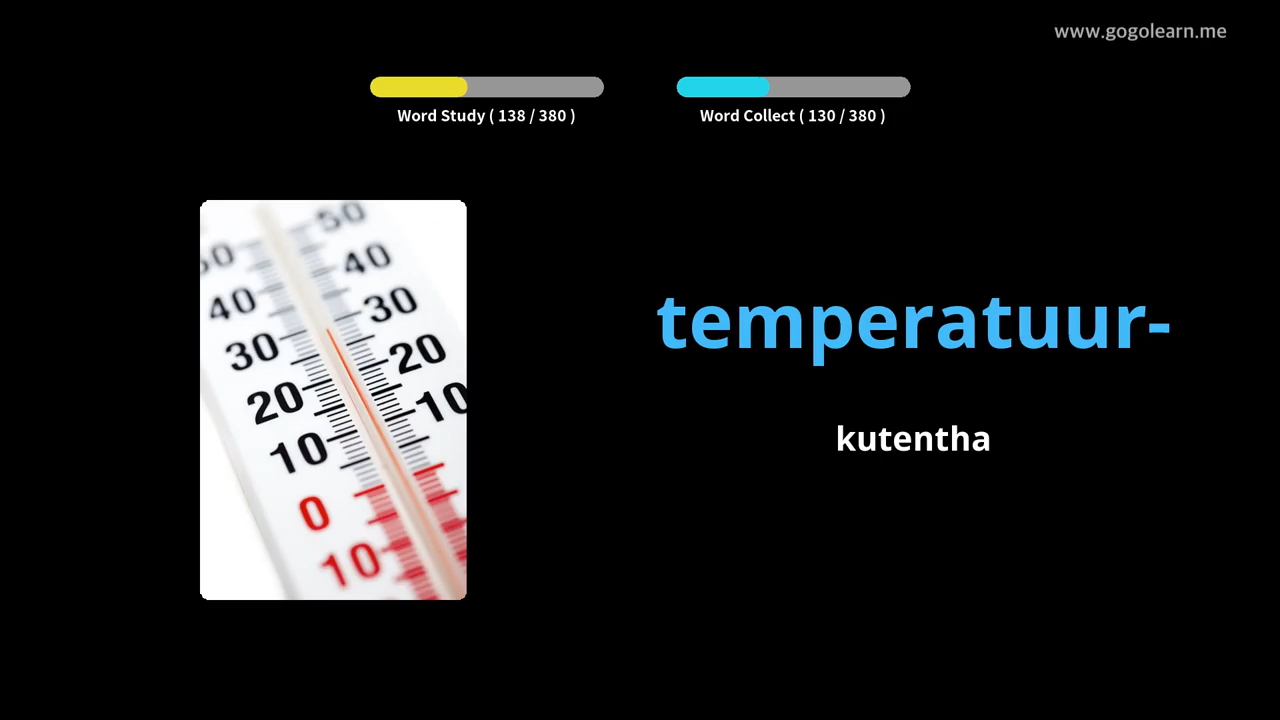 www.gogolearn.me
Word Study ( 138 / 380 )
Word Collect ( 130 / 380 )
50
50
40
40
30
30
20
20
10
10
0
10
temperatuur-
kutentha